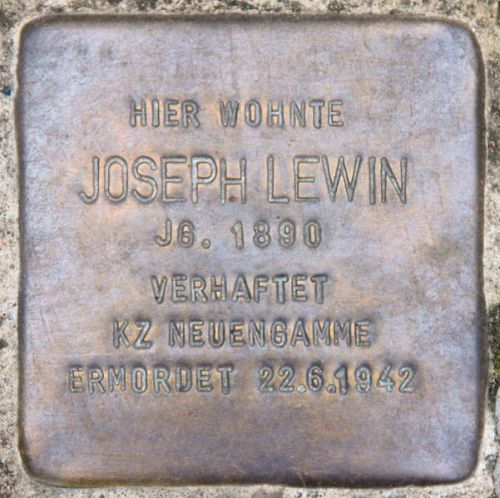 HIER WOHNTE
JOSEPH LEWIN
JG. 1890
VERHAFTET
KZ NEUENGAMME
ERMORDET 22.6.1942